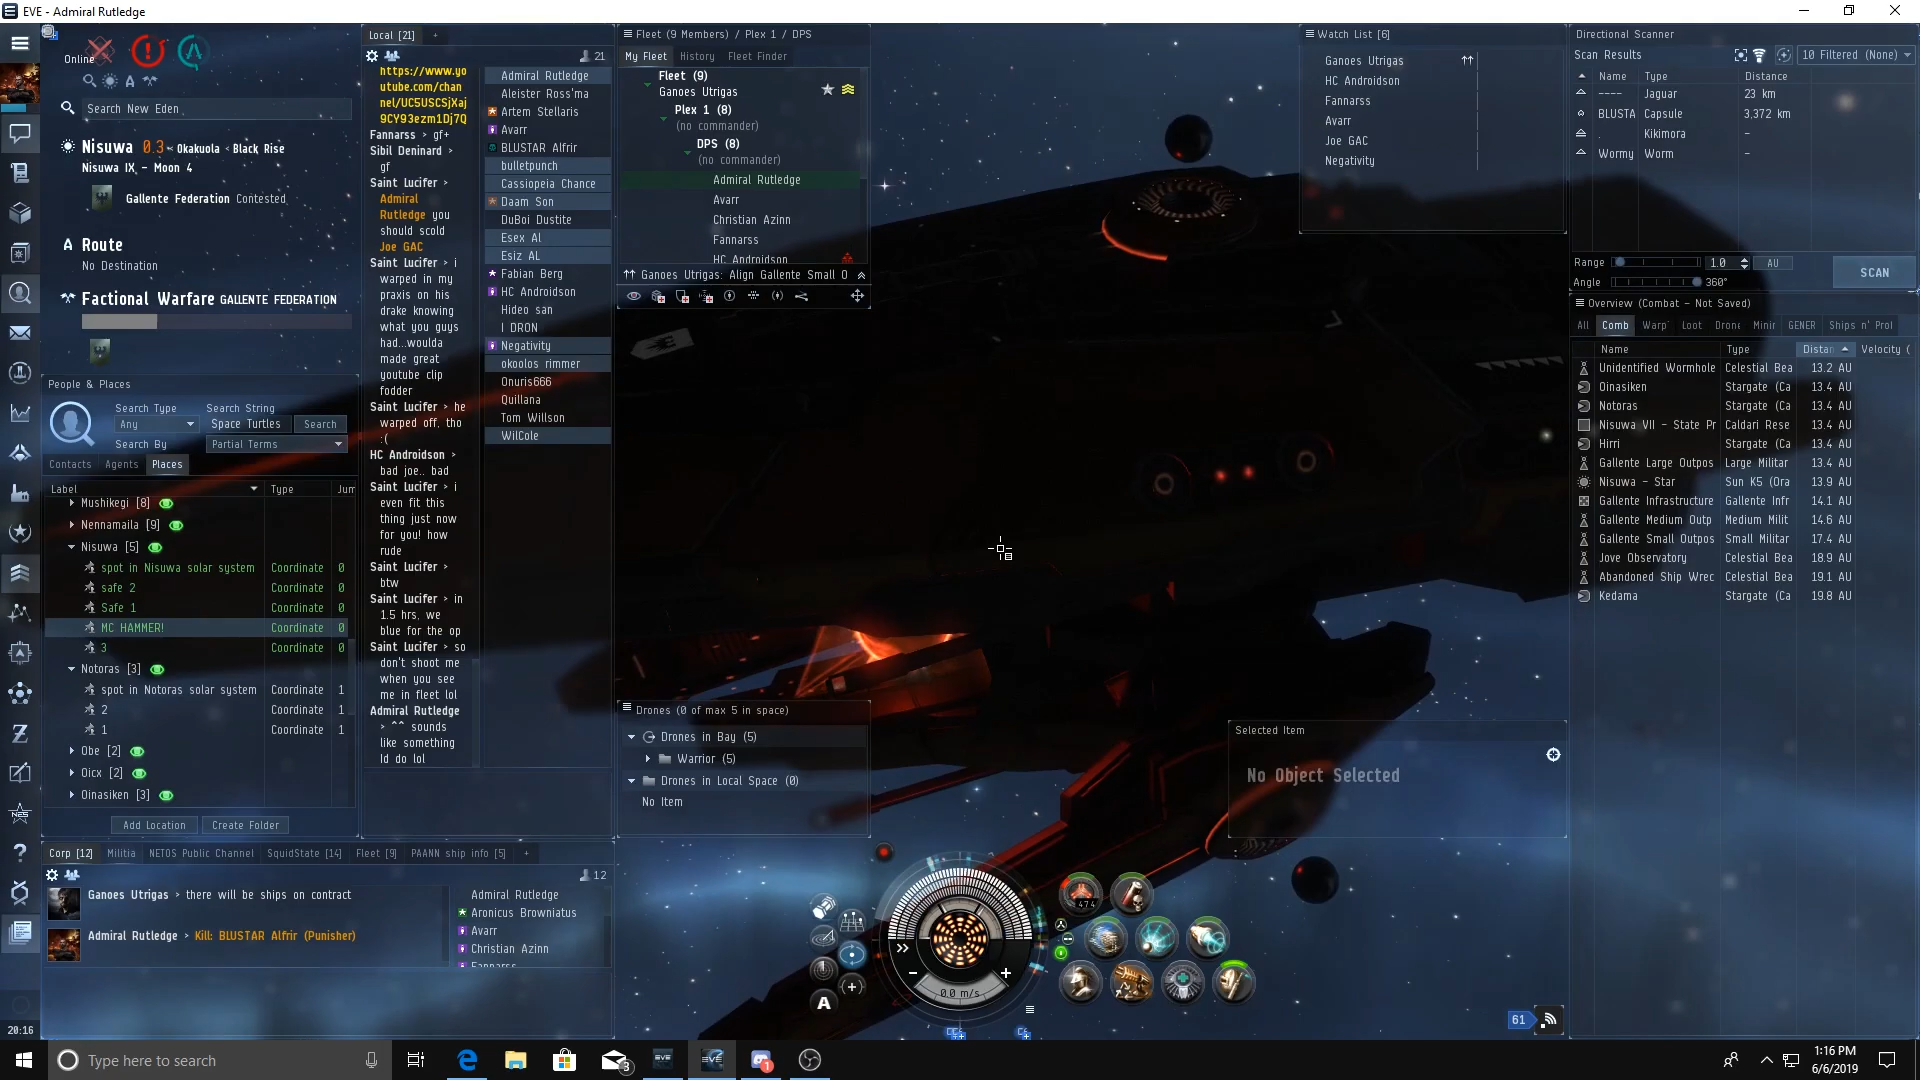 EVE - Admiral Rutledge
Online
Search New Eden
Nisuwa 0.3 < Okakuola < Black Rise
Nisuwa IX - Moon 4
Gallente Federation Contested
Route
No Destination
Factional Warfare GALLENTE FEDERATION
People & Places
Search Type
Search String
Any
Space Turtles
Search
Search By
Partial Terms
Contacts Agents Places
Label Type Jum
Mushikegi [8]
Nennamaila [9]
Nisuwa [5]
spot in Nisuwa solar system Coordinate 0
safe 2 Coordinate 0
Safe 1 Coordinate 0
MC HAMMER! Coordinate 0
3 Coordinate 0
Notoras [3]
spot in Notoras solar system Coordinate 1
2 Coordinate 1
1 Coordinate 1
Obe [2]
Oicx [2]
Oinasiken [3]
Add Location Create Folder
Local [21] +
21
https://www.yo
utube.com/chan
nel/UC5USCSjXaj
9CY93ezm1Dj7Q
Fannarss > gf+
Sibil Deninard >
gf
Saint Lucifer >
Admiral
Rutledge you
should scold
Joe GAC
Saint Lucifer >
i
warped in my
praxis on his
drake knowing
what you guys
had...woulda
made great
youtube clip
fodder
Saint Lucifer > he
warped off, tho
:(
HC Androidson >
bad joe.. bad
Saint Lucifer > i
even fit this
thing just now
for you! how
rude
Saint Lucifer >
btw
Saint Lucifer > in
1.5 hrs, we
blue for the op
Saint Lucifer > so
don't shoot me
when you see
me in fleet lol
Admiral Rutledge
> ^^ sounds
like something
Id do lol
Admiral Rutledge
Aleister Ross'ma
Artem Stellaris
Avarr
BLUSTAR Alfrir
bulletpunch
Cassiopeia Chance
Daam Son
DuBoi Dustite
Esex Al
Esiz AL
Fabian Berg
HC Androidson
Hideo san
I DRON
Negativity
okoolos rimmer
Onuris666
Quillana
Tom Willson
WilCole
Fleet (9 Members) / Plex 1 / DPS
My Fleet History Fleet Finder
Fleet (9)
Ganoes Utrigas
Plex 1 (8)
(no commander)
DPS (8)
(no commander)
Admiral Rutledge
Avarr
Christian Azinn
Fannarss
HC Androidson
Ganoes Utrigas: Align Gallente Small O
Watch List [6]
Ganoes Utrigas
HC Androidson
Fannarss
Avarr
Joe GAC
Negativity
Directional Scanner
Scan Results
10 Filtered (None)
Name Type Distance
---- Jaguar 23 km
BLUSTA Capsule 3,372 km
. Kikimora -
Wormy Worm -
Range 1.0 AU
SCAN
Angle 360°
Overview (Combat - Not Saved)
All Comb Warp Loot Drone Minin GENER Ships n' Prol
Name Type Distan Velocity (
Unidentified Wormhole Celestial Bea 13.2 AU
Oinasiken Stargate (Ca 13.4 AU
Notoras Stargate (Ca 13.4 AU
Nisuwa VII - State Pr Caldari Rese 13.4 AU
Hirri Stargate (Ca 13.4 AU
Gallente Large Outpos Large Militar 13.4 AU
Nisuwa - Star Sun K5 (Ora 13.9 AU
Gallente Infrastructure Gallente Infr 14.1 AU
Gallente Medium Outp Medium Milit 14.6 AU
Gallente Small Outpos Small Militar 17.4 AU
Jove Observatory Celestial Bea 18.9 AU
Abandoned Ship Wrec Celestial Bea 19.1 AU
Kedama Stargate (Ca 19.8 AU
Drones (0 of max 5 in space)
Drones in Bay (5)
Warrior (5)
Drones in Local Space (0)
No Item
Selected Item
No Object Selected
Corp [12] Militia NETOS Public Channel SquidState [14] Fleet [9] PAANN ship info [5] +
12
Ganoes Utrigas > there will be ships on contract
Admiral Rutledge > Kill: BLUSTAR Alfrir (Punisher)
Admiral Rutledge
Aronicus Browniatus
Avarr
Christian Azinn
Fannarss
474
0.0 m/s
A
61
20:16
Type here to search
3
1
1:16 PM
6/6/2019